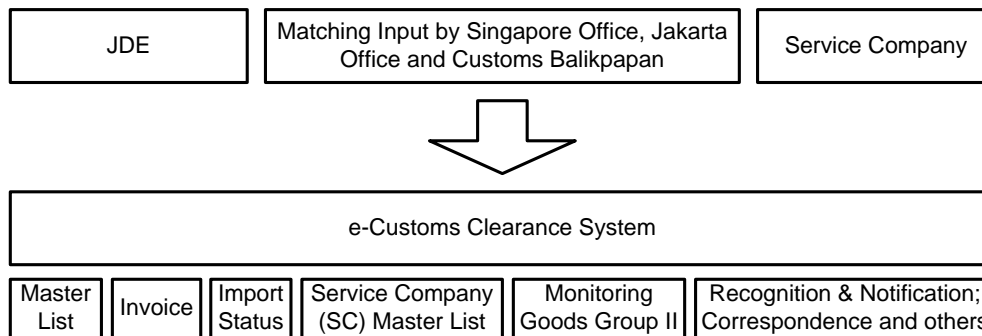 JDE
Matching Input by Singapore Office, Jakarta
Office and Customs Balikpapan
Service Company
e-Customs Clearance System
Master
List
Invoice
Import
Status
Service Company
(SC) Master List
Monitoring
Goods Group II
Recognition & Notification;
Correspondence and others